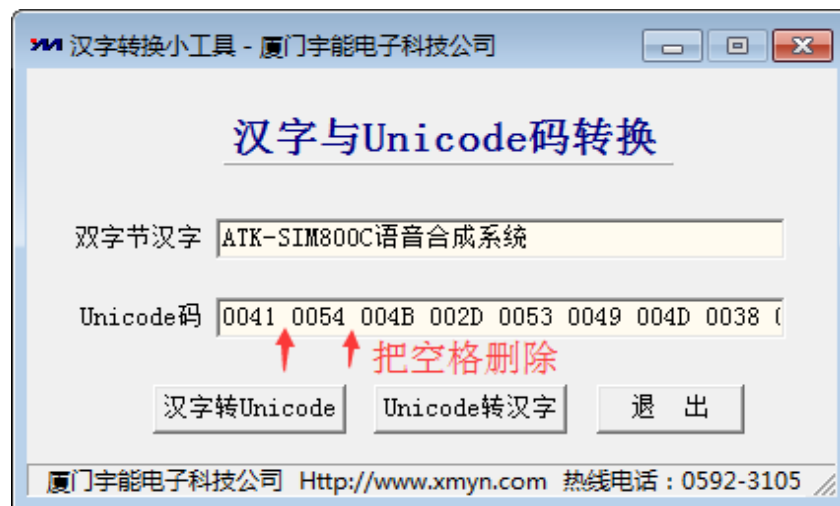 汉字转换小工具 - 厦门宇能电子科技公司
汉字与Unicode码转换
双字节汉字 ATK-SIM800C语音合成系统
Unicode码 0041 0054 004B 002D 0053 0049 004D 0038
把空格删除
汉字转Unicode Unicode转汉字 退 出
厦门宇能电子科技公司 Http://www.xmyn.com 热线电话：0592-3105